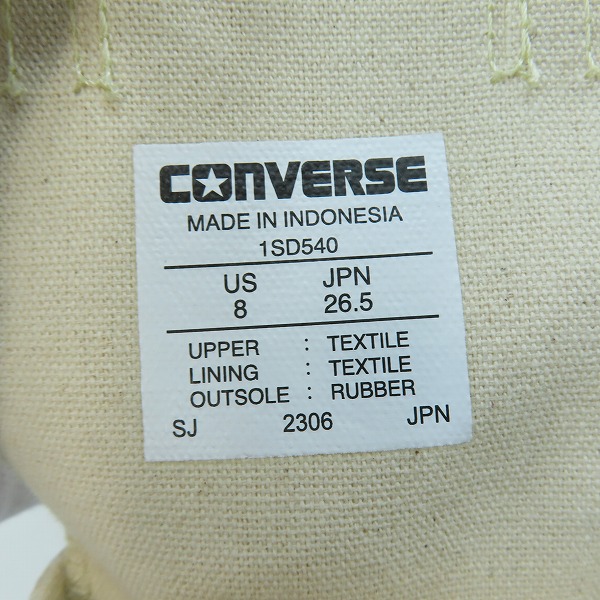 CONVERSE
MADE IN INDONESIA
1SD540
US JPN
8 26.5
UPPER : TEXTILE
LINING : TEXTILE
OUTSOLE : RUBBER
SJ 2306 JPN